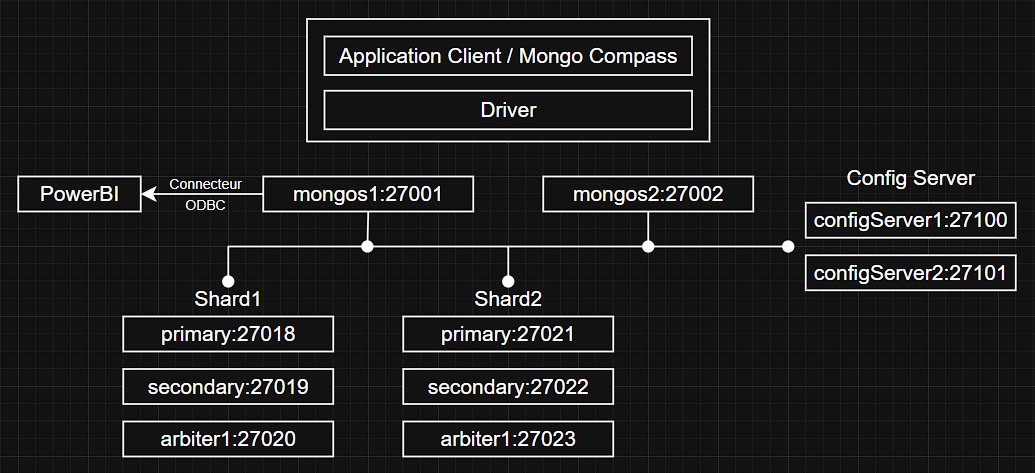 Application Client / Mongo Compass
Driver
PowerBI
Connecteur
ODBC
mongos1:27001
mongos2:27002
Config Server
configServer1:27100
configServer2:27101
Shard1
primary:27018
secondary:27019
arbiter1:27020
Shard2
primary:27021
secondary:27022
arbiter1:27023